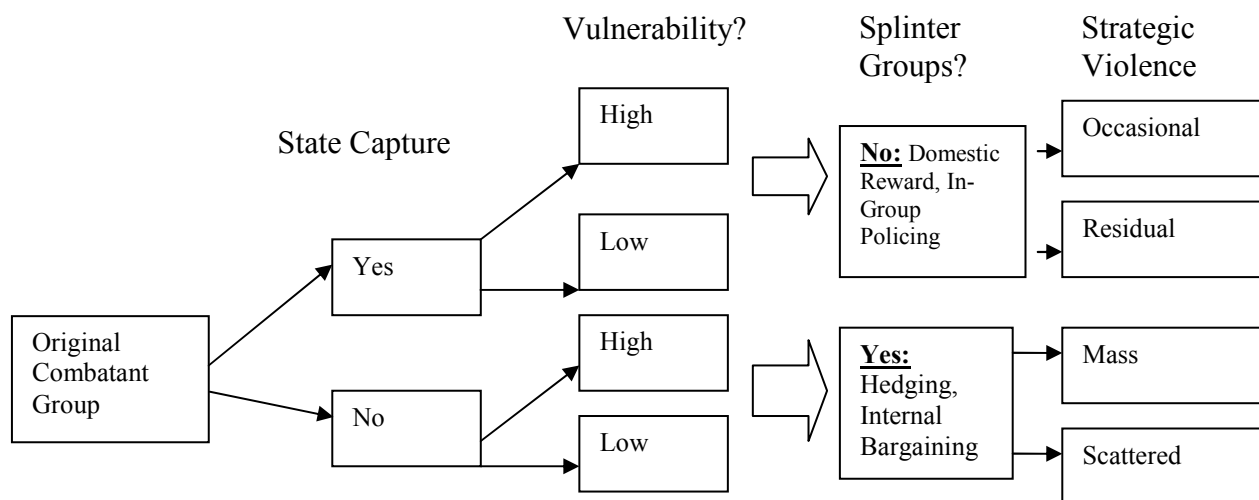 Vulnerability?
Splinter
Groups?
Strategic
Violence
State Capture
High
Low
Yes
Original
Combatant
Group
No
High
Low
No: Domestic
Reward, In-
Group
Policing
Yes:
Hedging,
Internal
Bargaining
Occasional
Residual
Mass
Scattered